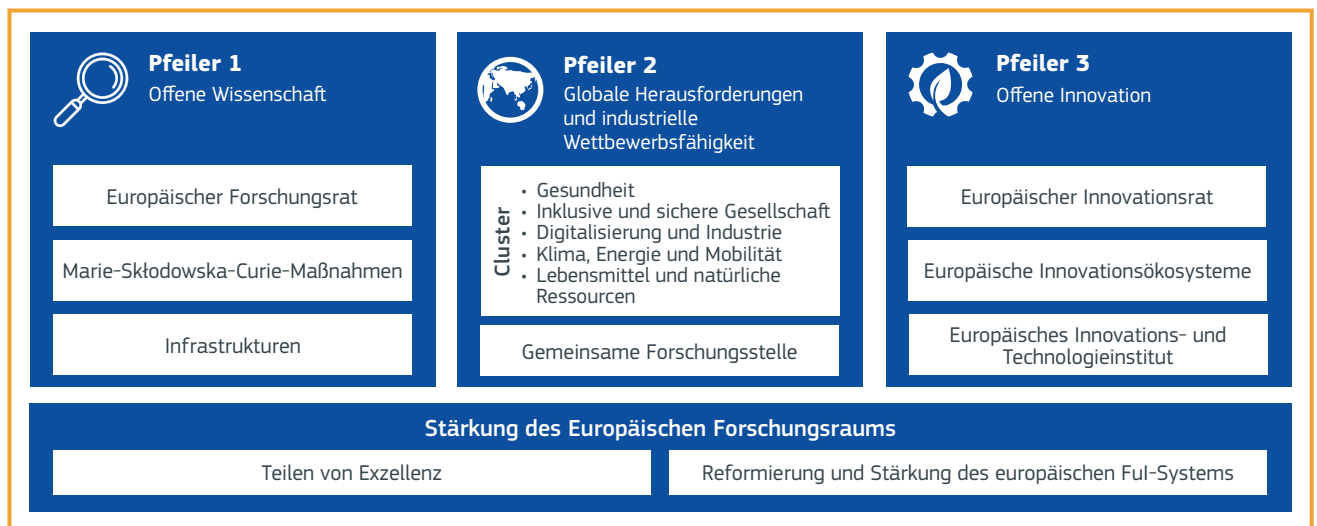 Pfeiler 1
Offene Wissenschaft
Europäischer Forschungsrat
Marie-Skłodowska-Curie-Maßnahmen
Infrastrukturen
Pfeiler 2
Globale Herausforderungen
und industrielle
Wettbewerbsfähigkeit
Cluster
• Gesundheit
• Inklusive und sichere Gesellschaft
• Digitalisierung und Industrie
• Klima, Energie und Mobilität
• Lebensmittel und natürliche
Ressourcen
Gemeinsame Forschungsstelle
Pfeiler 3
Offene Innovation
Europäischer Innovationsrat
Europäische Innovationsökosysteme
Europäisches Innovations- und
Technologieinstitut
Stärkung des Europäischen Forschungsraums
Teilen von Exzellenz
Reformierung und Stärkung des europäischen FuI-Systems